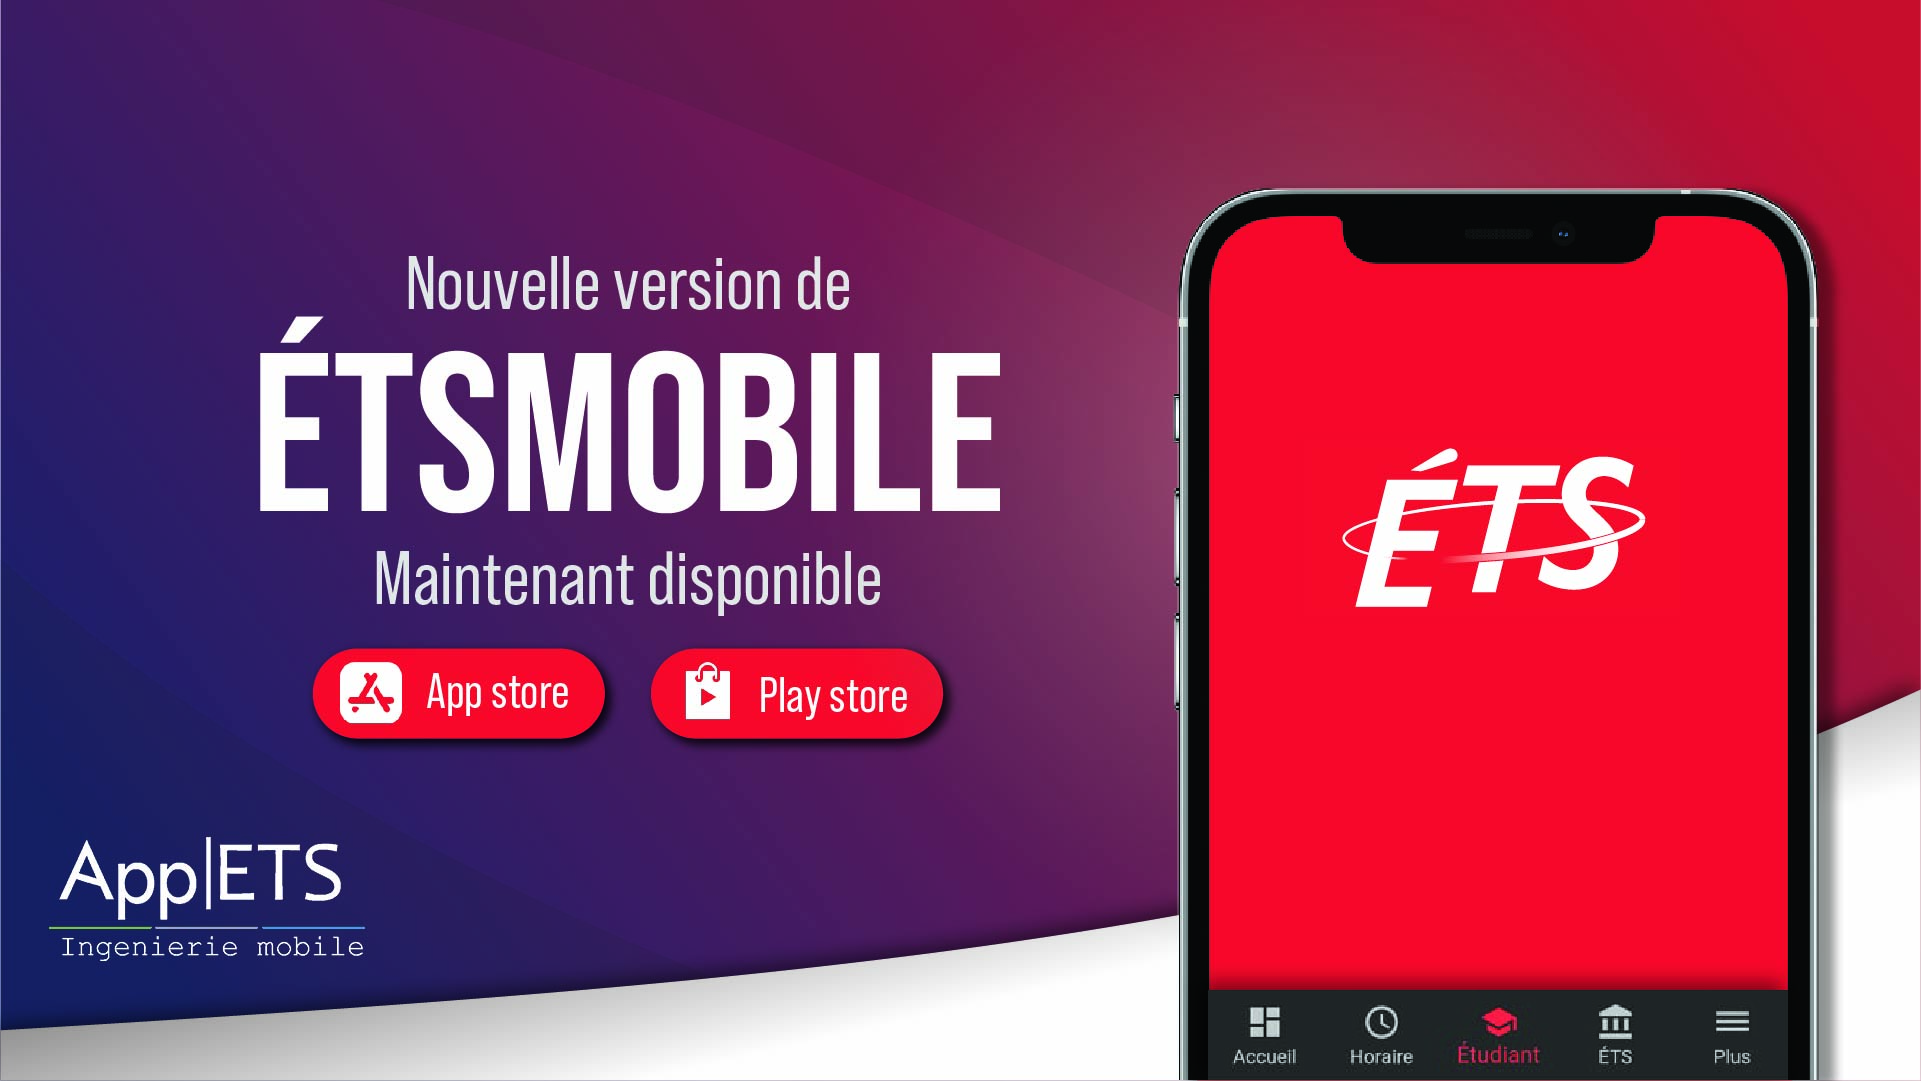 Nouvelle version de
ÉTSMOBILE
Maintenant disponible
App store
Play store
App|ETS
Ingenierie mobile
ÉTS
Accueil
Horaire
Étudiant
ÉTS
Plus